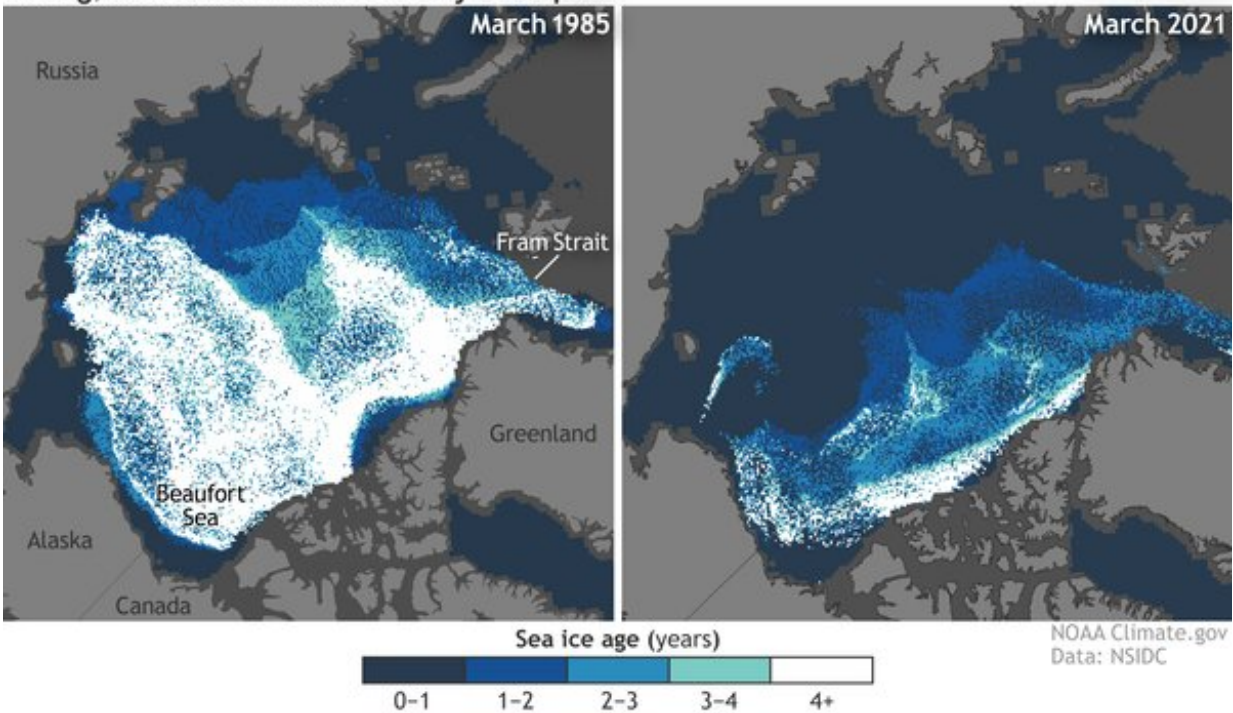 March 1985
March 2021
Russia
Fram Strait
Greenland
Beaufort
Sea
Alaska
Canada
Sea ice age (years)
0–1
1–2
2–3
3–4
4+
NOAA Climate.gov
Data: NSIDC